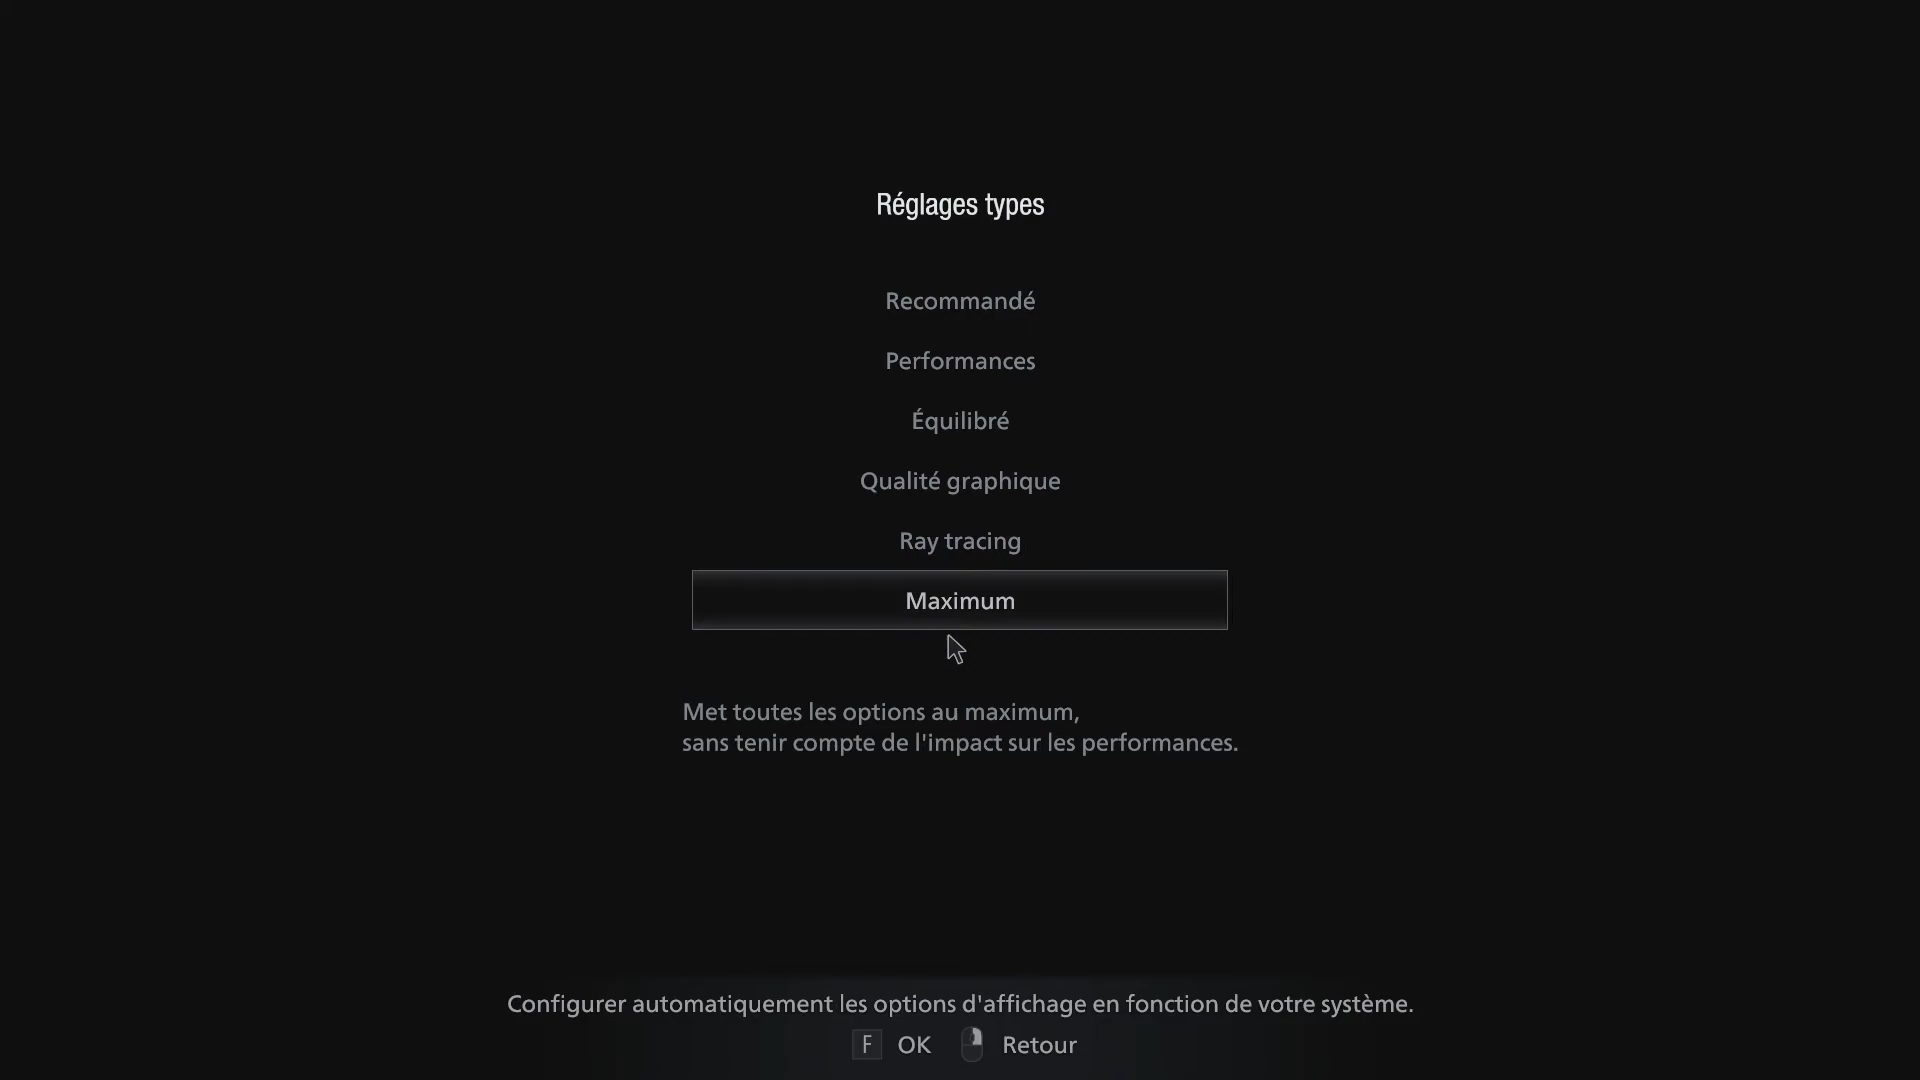 Réglages types
Recommandé
Performances
Équilibré
Qualité graphique
Ray tracing
Maximum
Met toutes les options au maximum,
sans tenir compte de l'impact sur les performances.
Configurer automatiquement les options d'affichage en fonction de votre système.
F OK Retour